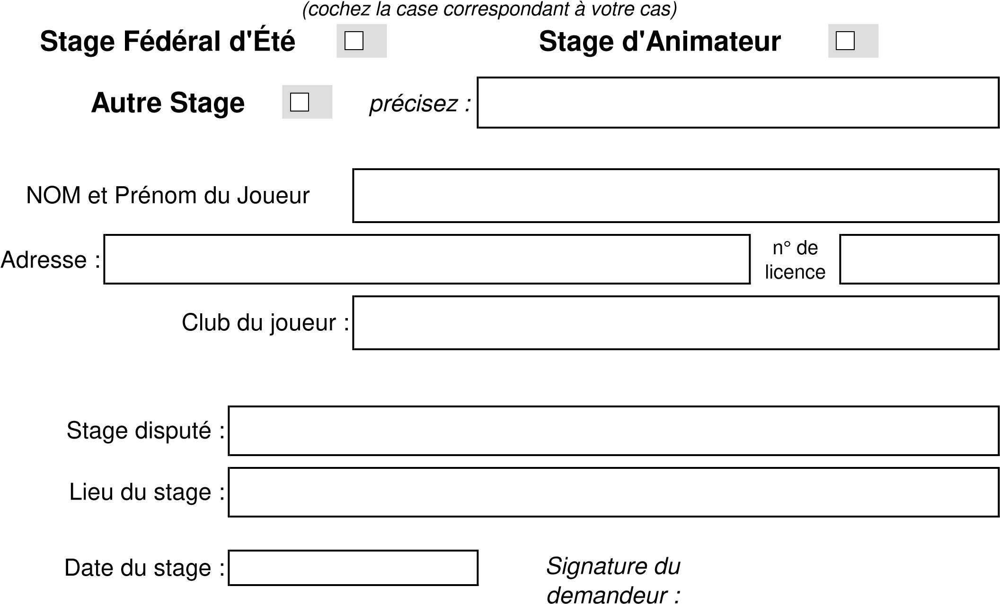 (cochez la case correspondant à votre cas)
Stage Fédéral d'Été
Stage d'Animateur
Autre Stage
précisez :
NOM et Prénom du Joueur
Adresse :
n° de
licence
Club du joueur :
Stage disputé :
Lieu du stage :
Date du stage :
Signature du
demandeur :